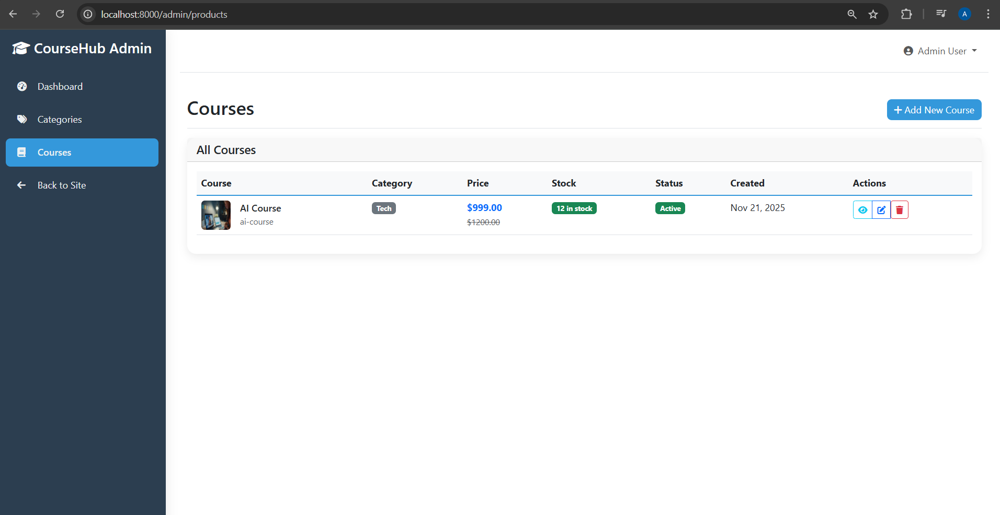 localhost:8000/admin/products
A
CourseHub Admin
Admin User
Dashboard
Categories
Courses
Back to Site
Courses
+ Add New Course
All Courses
Course Category Price Stock Status Created Actions
AI Course Tech $999.00 12 in stock Active Nov 21, 2025
ai-course $1200.00